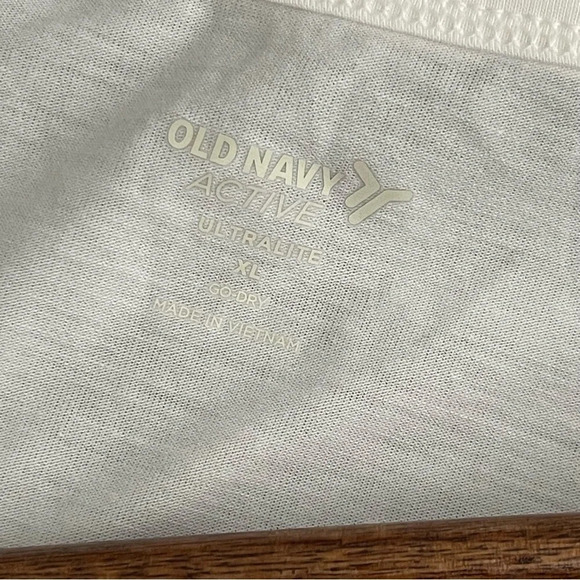 OLD NAVY
ACTIVE
ULTRALITE
XL
GO-DRY
MADE IN VIETNAM